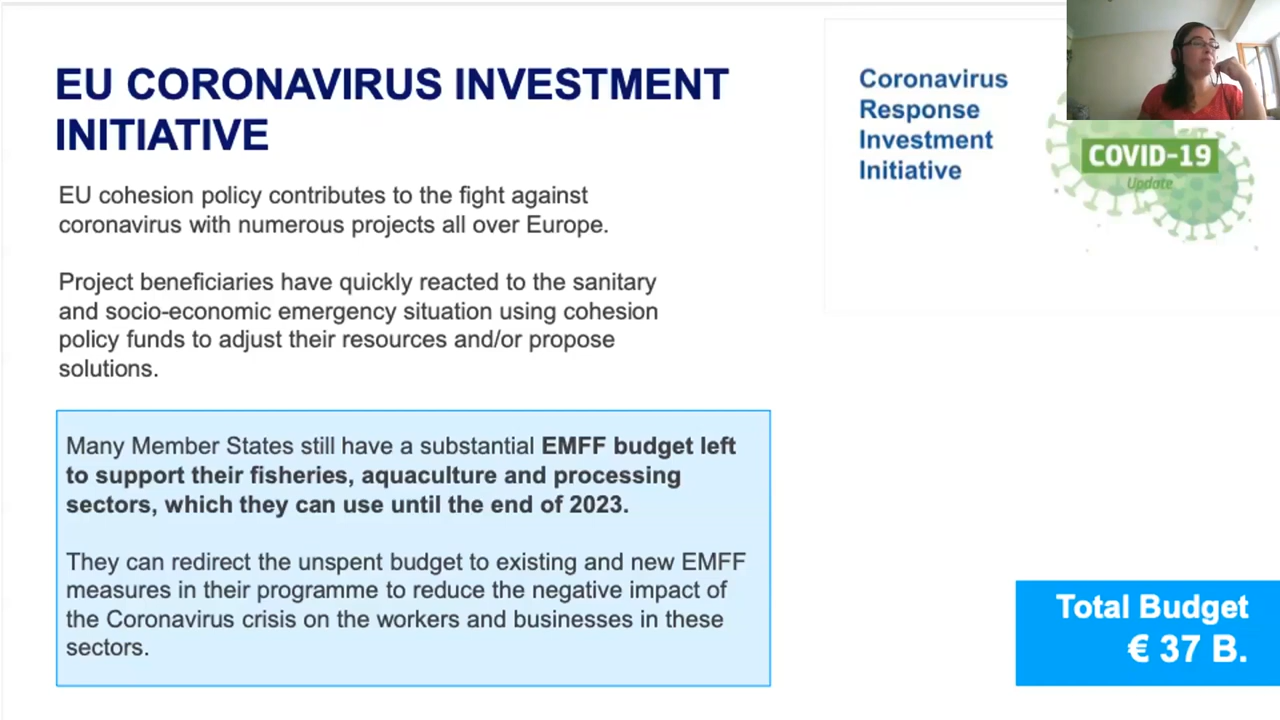 EU CORONAVIRUS INVESTMENT
INITIATIVE
EU cohesion policy contributes to the fight against
coronavirus with numerous projects all over Europe.
Project beneficiaries have quickly reacted to the sanitary
and socio-economic emergency situation using cohesion
policy funds to adjust their resources and/or propose
solutions.
Many Member States still have a substantial EMFF budget left
to support their fisheries, aquaculture and processing
sectors, which they can use until the end of 2023.
They can redirect the unspent budget to existing and new EMFF
measures in their programme to reduce the negative impact of
the Coronavirus crisis on the workers and businesses in these
sectors.
Coronavirus
Response
Investment
Initiative
COVID-19
Update
Total Budget
€ 37 B.